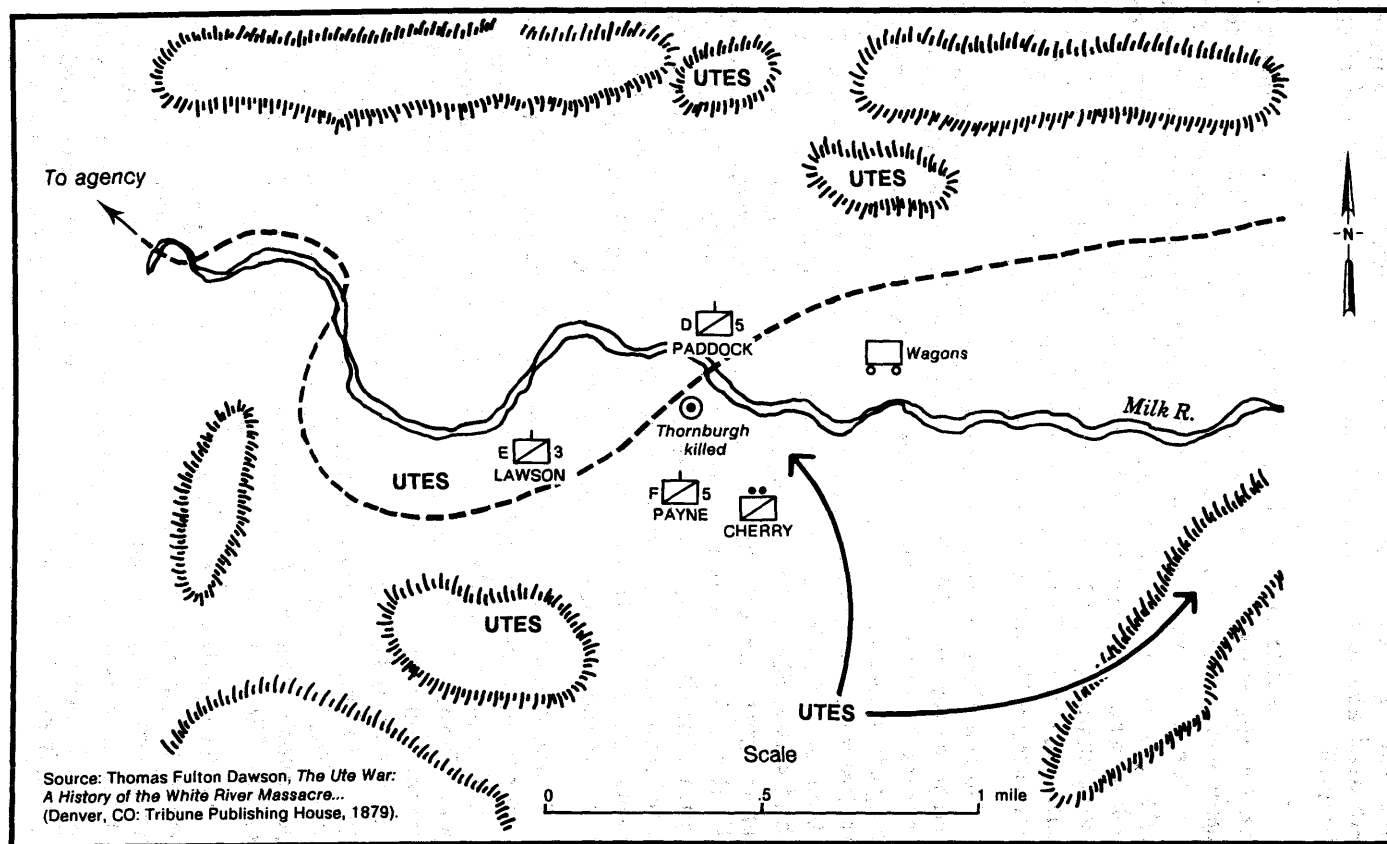 UTES
UTES
To agency
N
D 5
PADDOCK
Wagons
Milk R.
Thornburgh
killed
E 3
LAWSON
UTES
F 5
PAYNE
CHERRY
UTES
UTES
Scale
0 .5 1 mile
Source: Thomas Fulton Dawson, The Ute War:
A History of the White River Massacre...
(Denver, CO: Tribune Publishing House, 1879).